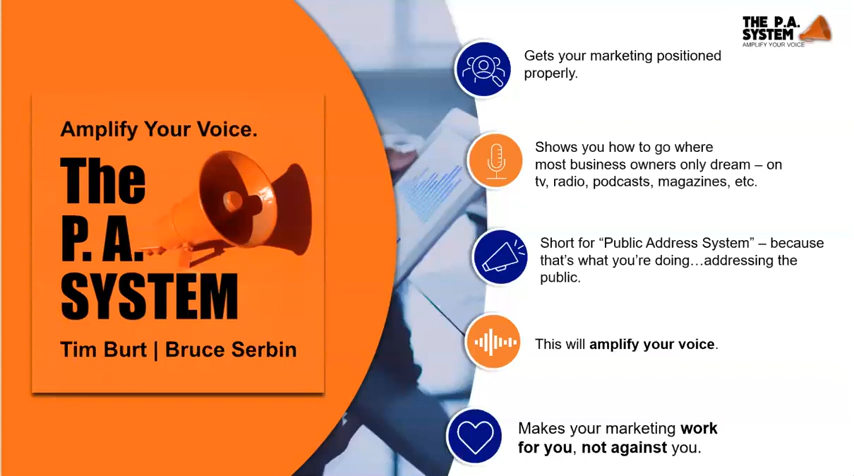 Amplify Your Voice.
The
P. A.
SYSTEM
Tim Burt | Bruce Serbin
THE P.A.
SYSTEM
AMPLIFY YOUR VOICE
Gets your marketing positioned
properly.
Shows you how to go where
most business owners only dream – on
tv, radio, podcasts, magazines, etc.
Short for “Public Address System” – because
that’s what you’re doing…addressing the
public.
This will amplify your voice.
Makes your marketing work
for you, not against you.